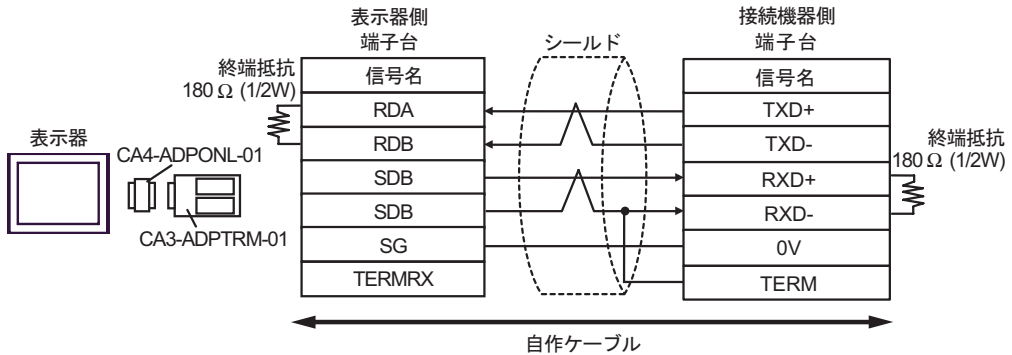 表示器側
端子台
接続機器側
端子台
シールド
終端抵抗
180 Ω (1/2W)
信号名
信号名
RDA
TXD+
RDB
TXD-
表示器
CA4-ADPONL-01
終端抵抗
180 Ω (1/2W)
SDB
RXD+
SDB
RXD-
CA3-ADPTRM-01
SG
0V
TERMRX
TERM
自作ケーブル